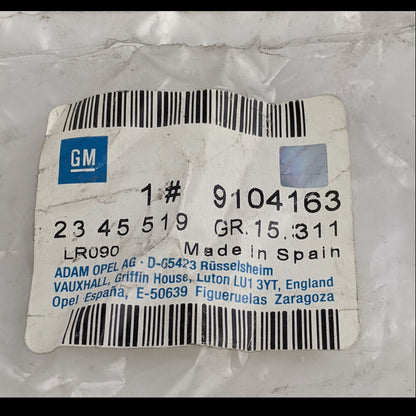 GM
1# 9104163
23 45 519 GR.15.311
LR090 Made in Spain
ADAM OPEL AG · D-65423 Rüsselsheim
VAUXHALL, Griffin House, Luton LU1 3YT, England
Opel España, E-50639 Figueruelas Zaragoza